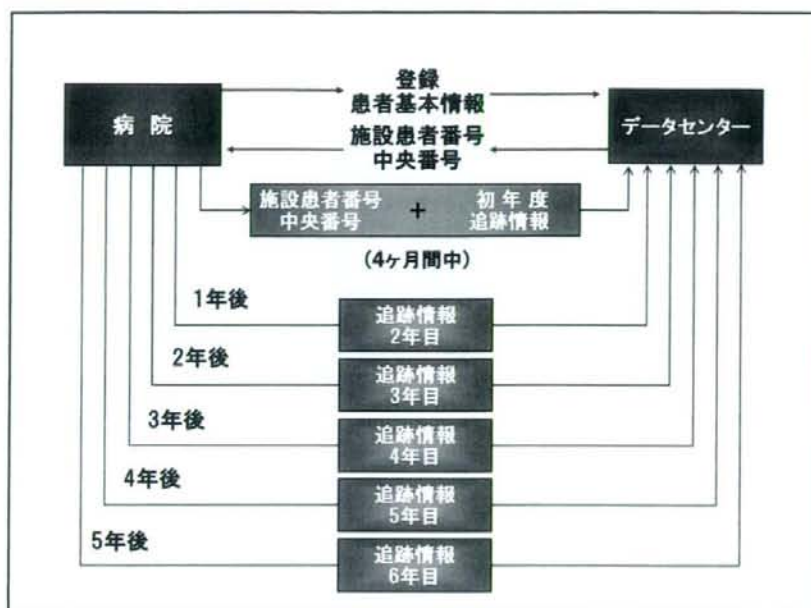 登録
患者基本情報
病 院
データセンター
施設患者番号
中央番号
施設患者番号
中央番号
+
初 年 度
追跡情報
(4ヶ月間中)
1年後
追跡情報
2年目
2年後
追跡情報
3年目
3年後
追跡情報
4年目
4年後
追跡情報
5年目
5年後
追跡情報
6年目